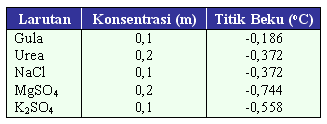 Larutan Konsentrasi (m) Titik Beku (°C)
Gula 0,1 -0,186
Urea 0,2 -0,372
NaCl 0,1 -0,372
MgSO₄ 0,2 -0,744
K₂SO₄ 0,1 -0,558